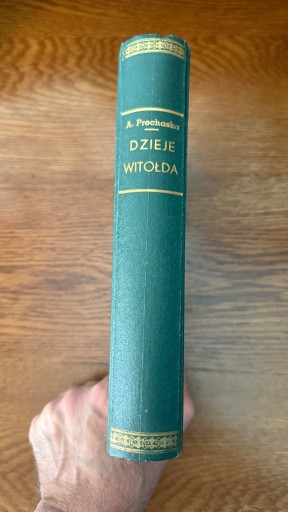 A. Prochaska
DZIEJE
WITOŁDA